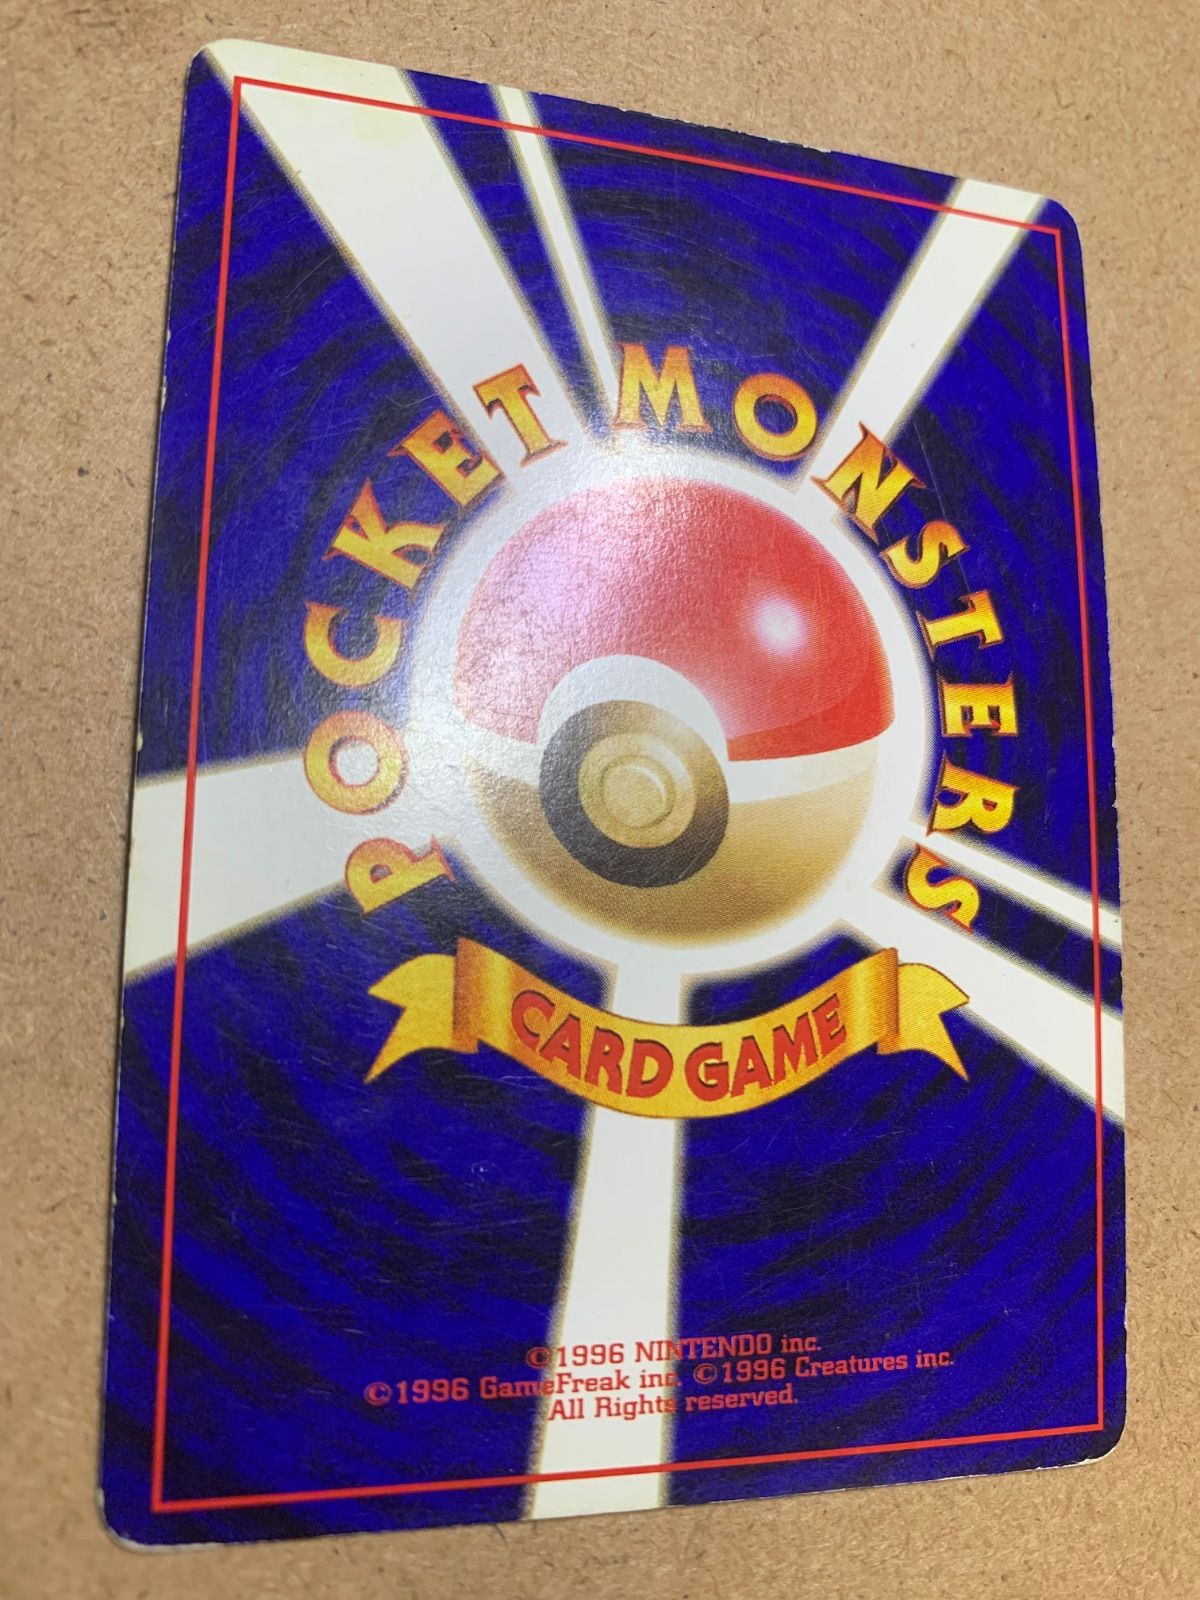 POCKET MONSTERS
CARD GAME
©1996 NINTENDO inc.
©1996 GameFreak inc. ©1996 Creatures inc.
All Rights reserved.